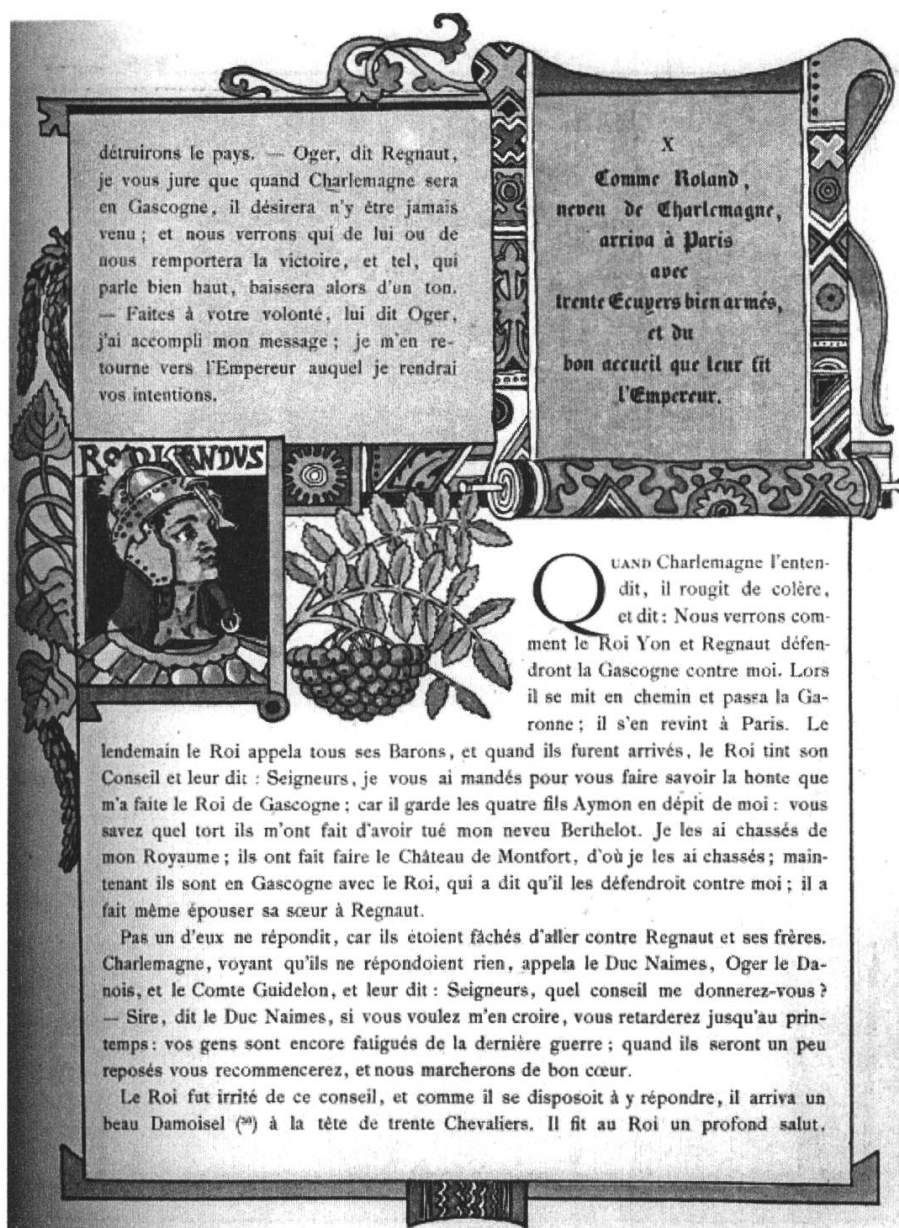 détruirons le pays. — Oger, dit Regnaut,
je vous jure que quand Charlemagne sera
en Gascogne, il désirera n'y être jamais
venu ; et nous verrons qui de lui ou de
nous remportera la victoire, et tel, qui
parle bien haut, baissera alors d'un ton.
— Faites à votre volonté, lui dit Oger,
j'ai accompli mon message ; je m'en re-
tourne vers l'Empereur auquel je rendrai
vos intentions.
X
Comme Roland,
neveu de Charlemagne,
arriva à Paris
avec
trente Ecuyers bien armés,
et du
bon accueil que leur fit
l'Empereur.
QUAND Charlemagne l'enten-
dit, il rougit de colère,
et dit : Nous verrons com-
ment le Roi Yon et Regnaut défen-
dront la Gascogne contre moi. Lors
il se mit en chemin et passa la Ga-
ronne ; il s'en revint à Paris. Le
lendemain le Roi appela tous ses Barons, et quand ils furent arrivés, le Roi tint son
Conseil et leur dit : Seigneurs, je vous ai mandés pour vous faire savoir la honte que
m'a faite le Roi de Gascogne ; car il garde les quatre fils Aymon en dépit de moi : vous
savez quel tort ils m'ont fait d'avoir tué mon neveu Berthelot. Je les ai chassés de
mon Royaume ; ils ont fait faire le Château de Montfort, d'où je les ai chassés ; main-
tenant ils sont en Gascogne avec le Roi, qui a dit qu'il les défendroit contre moi ; il a
fait même épouser sa sœur à Regnaut.
Pas un d'eux ne répondit, car ils étoient fâchés d'aller contre Regnaut et ses frères.
Charlemagne, voyant qu'ils ne répondoient rien, appela le Duc Naimes, Oger le Da-
nois, et le Comte Guidelon, et leur dit : Seigneurs, quel conseil me donnerez-vous ?
— Sire, dit le Duc Naimes, si vous voulez m'en croire, vous retarderez jusqu'au prin-
temps : vos gens sont encore fatigués de la dernière guerre ; quand ils seront un peu
reposés vous recommencerez, et nous marcherons de bon cœur.
Le Roi fut irrité de ce conseil, et comme il se disposoit à y répondre, il arriva un
beau Damoisel (³⁰) à la tête de trente Chevaliers. Il fit au Roi un profond salut.